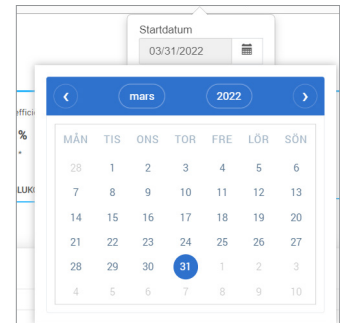 Startdatum
03/31/2022
mars 2022
MÅN TIS ONS TOR FRE LÖR SÖN
28 1 2 3 4 5 6
7 8 9 10 11 12 13
14 15 16 17 18 19 20
21 22 23 24 25 26 27
28 29 30 31 1 2 3
4 5 6 7 8 9 10
%
*